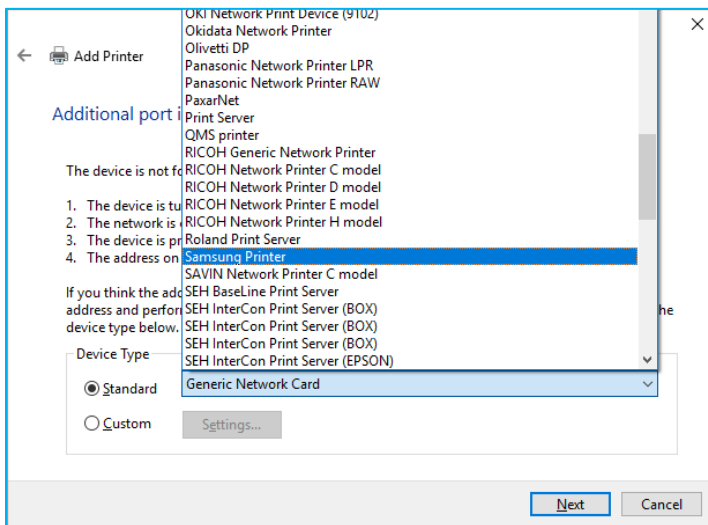 Add Printer
Additional port i
The device is not fo
1. The device is tu
2. The network is
3. The device is pr
4. The address on
If you think the add
address and perfor he
device type below.
Device Type
Standard
Custom
OKI Network Print Device (9102)
Okidata Network Printer
Olivetti DP
Panasonic Network Printer LPR
Panasonic Network Printer RAW
PaxarNet
Print Server
QMS printer
RICOH Generic Network Printer
RICOH Network Printer C model
RICOH Network Printer D model
RICOH Network Printer E model
RICOH Network Printer H model
Roland Print Server
Samsung Printer
SAVIN Network Printer C model
SEH BaseLine Print Server
SEH InterCon Print Server (BOX)
SEH InterCon Print Server (BOX)
SEH InterCon Print Server (BOX)
SEH InterCon Print Server (EPSON)
Generic Network Card
Settings...
Next
Cancel